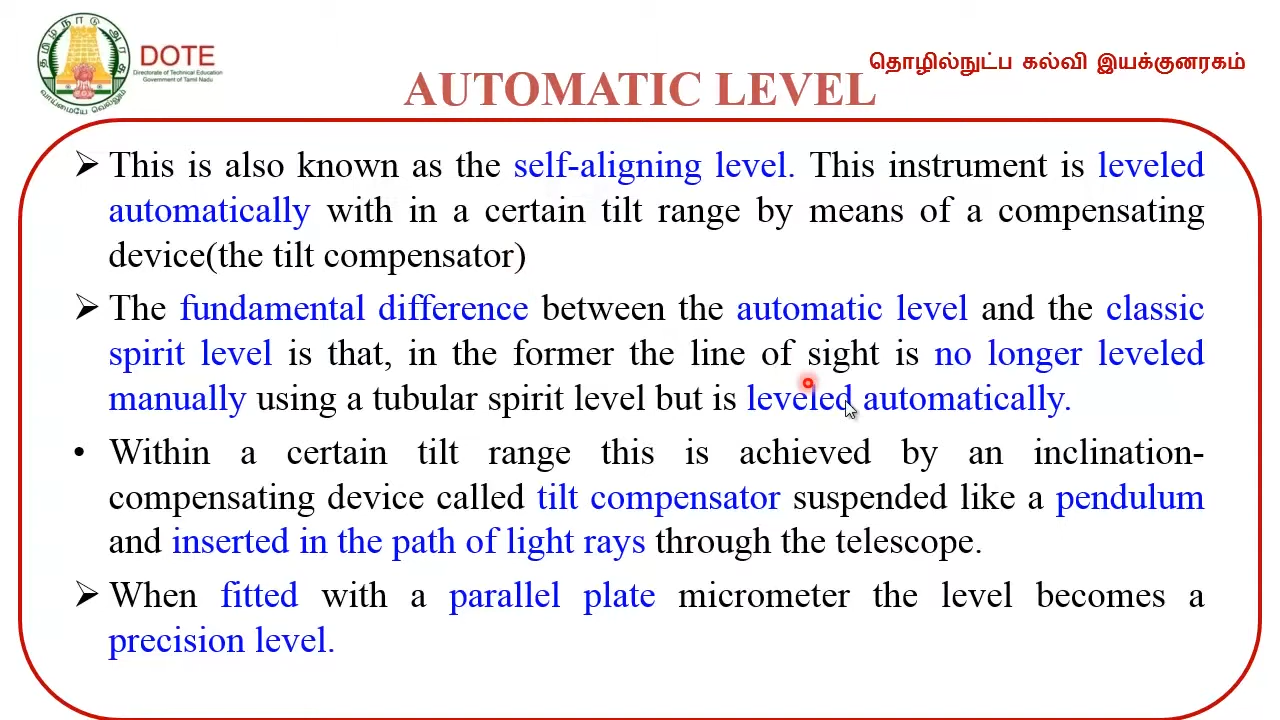 தமிழ்நாடு அரசு
வாய்மையே வெல்லும்
DOTE
Directorate of Technical Education
Government of Tamil Nadu
தொழில்நுட்ப கல்வி இயக்குனரகம்
AUTOMATIC LEVEL
➢ This is also known as the self-aligning level. This instrument is leveled
automatically with in a certain tilt range by means of a compensating
device(the tilt compensator)
➢ The fundamental difference between the automatic level and the classic
spirit level is that, in the former the line of sight is no longer leveled
manually using a tubular spirit level but is leveled automatically.
• Within a certain tilt range this is achieved by an inclination-
compensating device called tilt compensator suspended like a pendulum
and inserted in the path of light rays through the telescope.
➢ When fitted with a parallel plate micrometer the level becomes a
precision level.